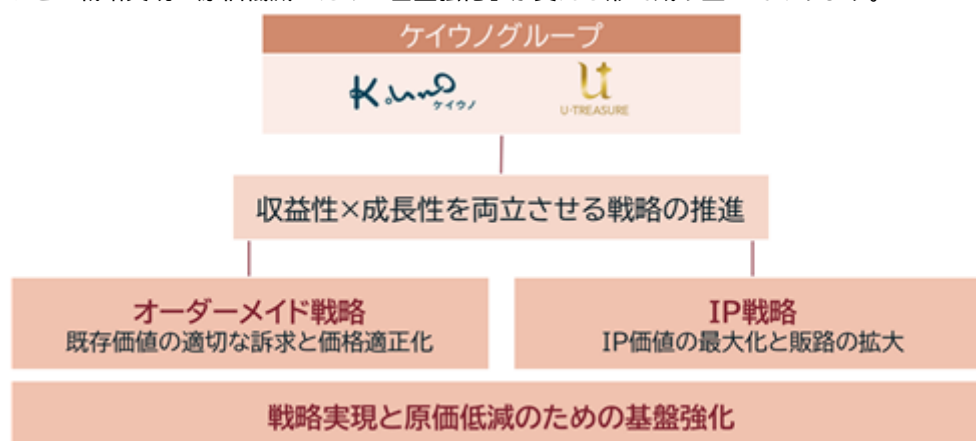 ケイウノグループ
K.uno
ケイウノ
U-TREASURE
収益性×成長性を両立させる戦略の推進
オーダーメイド戦略
既存価値の適切な訴求と価格適正化
IP戦略
IP価値の最大化と販路の拡大
戦略実現と原価低減のための基盤強化